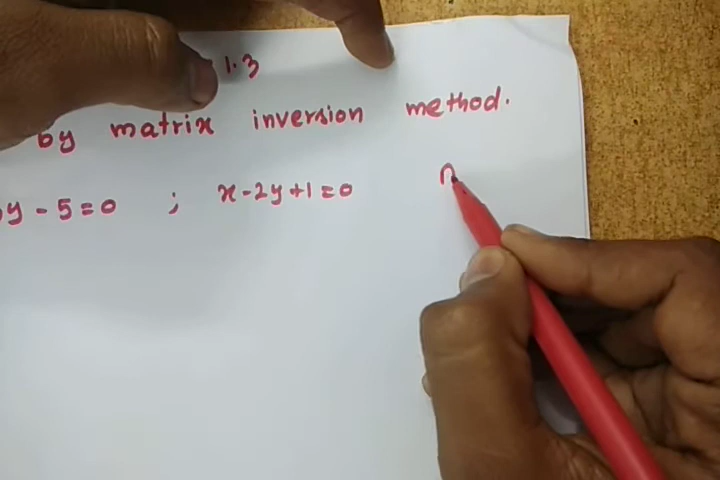 1.3
by matrix inversion method.
y - 5 = 0 ; x - 2y + 1 = 0